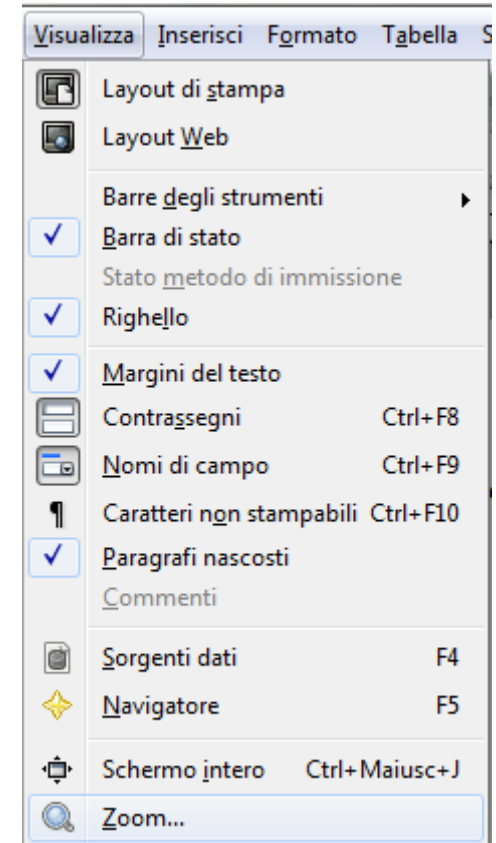 Visualizza Inserisci Formato Tabella S
Layout di stampa
Layout Web
Barre degli strumenti
Barra di stato
Stato metodo di immissione
Righello
Margini del testo
Contrassegni Ctrl+F8
Nomi di campo Ctrl+F9
Caratteri non stampabili Ctrl+F10
Paragrafi nascosti
Commenti
Sorgenti dati F4
Navigatore F5
Schermo intero Ctrl+Maiusc+J
Zoom...